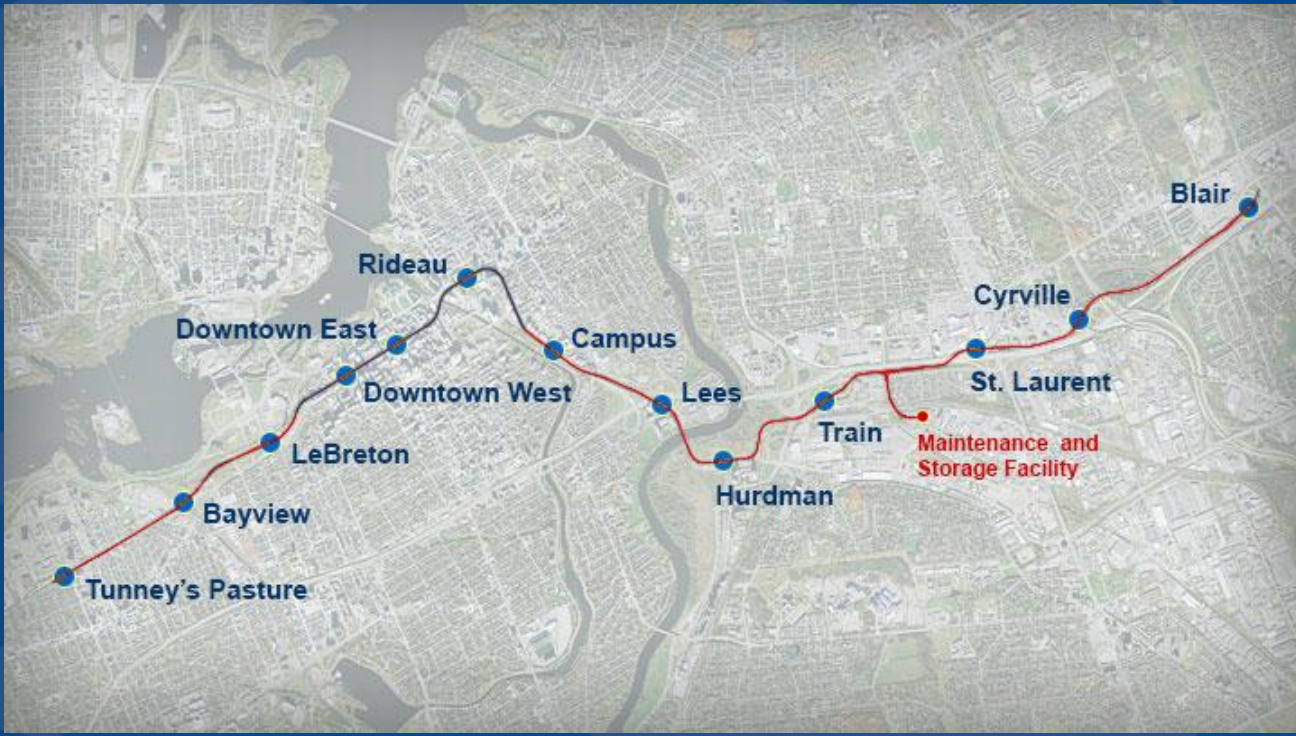 Blair
Rideau
Cyrville
Downtown East
Campus
Downtown West
St. Laurent
Lees
Train
LeBreton
Maintenance and
Storage Facility
Hurdman
Bayview
Tunney's Pasture